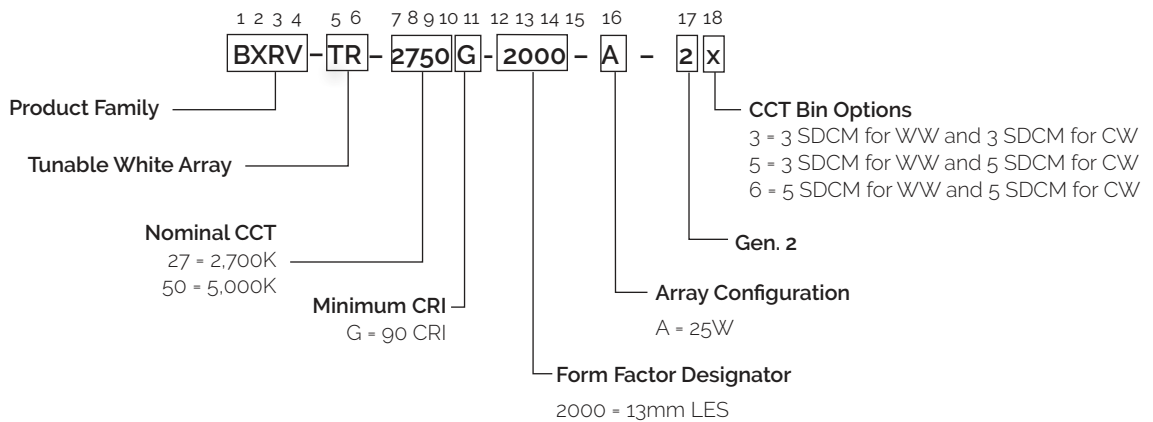 1 2 3 4 5 6 7 8 9 10 11 12 13 14 15 16 17 18
BXRV – TR – 2750 G - 2000 – A – 2 x
Product Family
Tunable White Array
Nominal CCT
27 = 2,700K
50 = 5,000K
Minimum CRI
G = 90 CRI
CCT Bin Options
3 = 3 SDCM for WW and 3 SDCM for CW
5 = 3 SDCM for WW and 5 SDCM for CW
6 = 5 SDCM for WW and 5 SDCM for CW
Gen. 2
Array Configuration
A = 25W
Form Factor Designator
2000 = 13mm LES